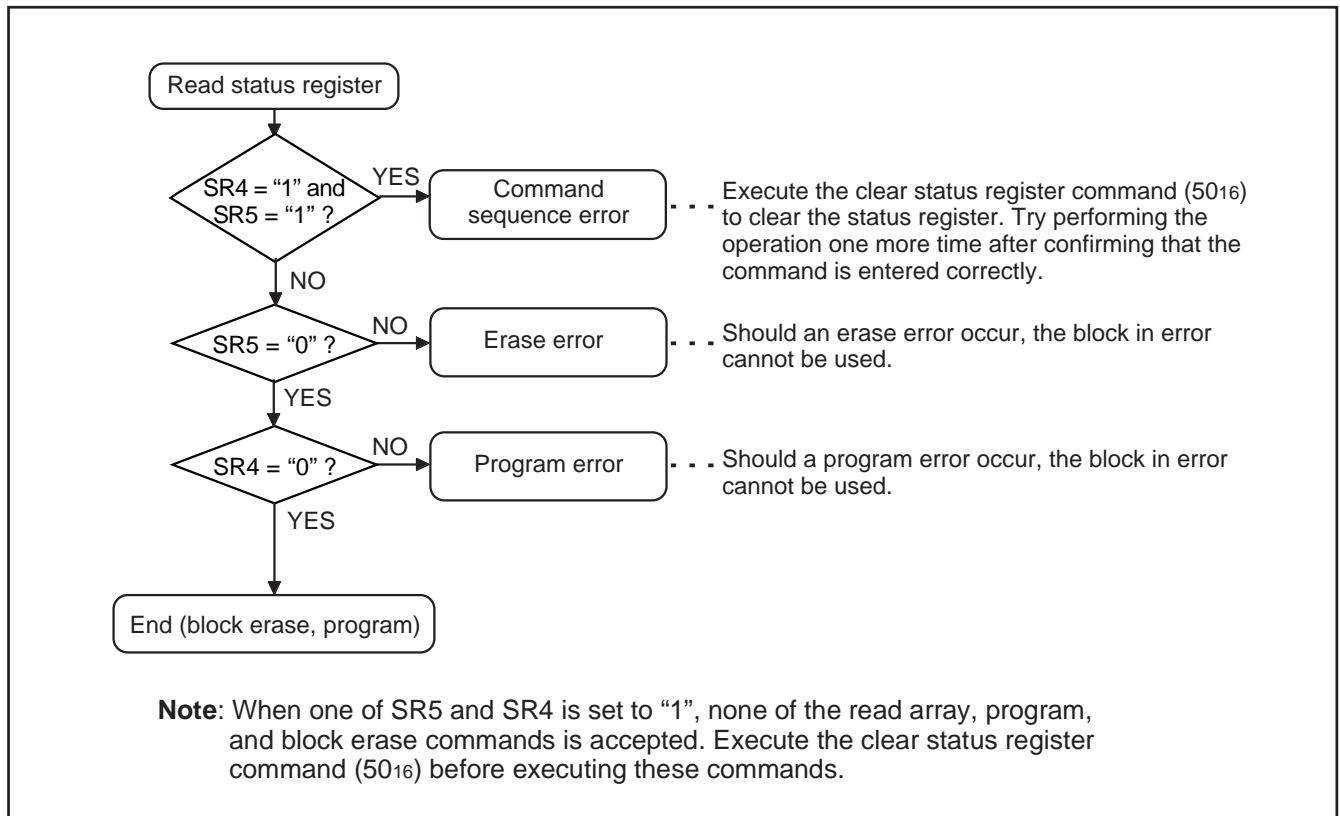 Read status register
SR4 = “1” and
SR5 = “1” ?
YES
Command
sequence error
Execute the clear status register command (5016)
to clear the status register. Try performing the
operation one more time after confirming that the
command is entered correctly.
NO
SR5 = “0” ?
NO
Erase error
Should an erase error occur, the block in error
cannot be used.
YES
SR4 = “0” ?
NO
Program error
Should a program error occur, the block in error
cannot be used.
YES
End (block erase, program)
Note: When one of SR5 and SR4 is set to “1”, none of the read array, program,
and block erase commands is accepted. Execute the clear status register
command (5016) before executing these commands.